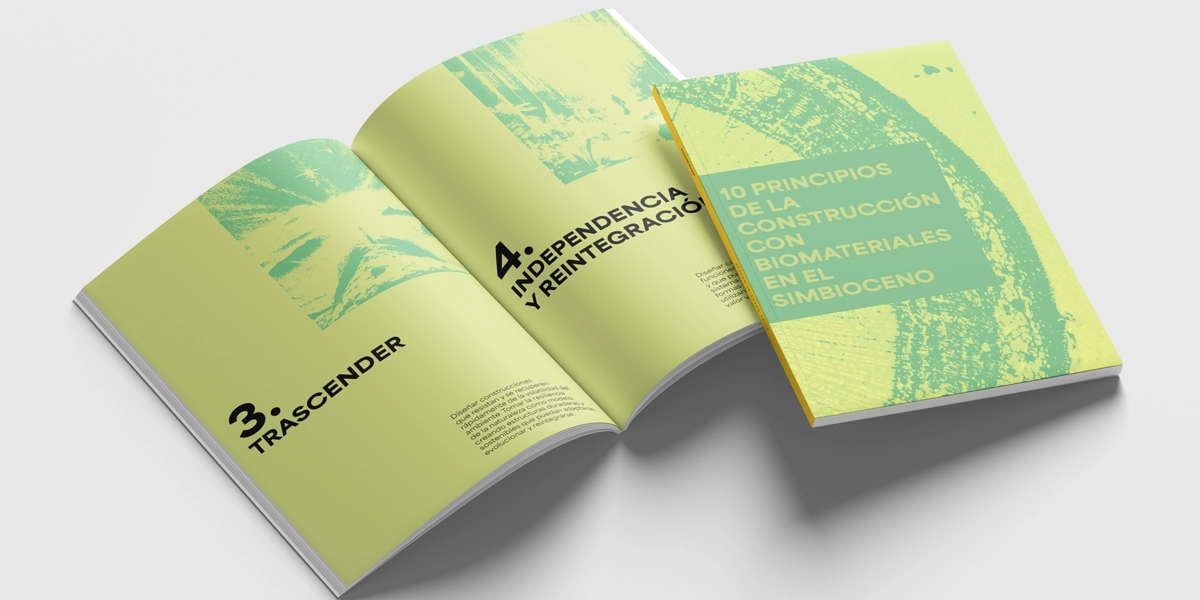 3.
TRASCENDER
Diseñar construcciones
que resistan y se recuperen
rápidamente de la volatilidad del
ambiente. Tomar la resiliencia
de la naturaleza como modelo,
creando estructuras duraderas y
sostenibles que puedan adaptarse,
evolucionar y reintegrarse.
4.
INDEPENDENCIA
Y REINTEGRACIÓN
Diseñar
y que
10 PRINCIPIOS
DE LA
CONSTRUCCIÓN
CON
BIOMATERIALES
EN EL
SIMBIOCENO